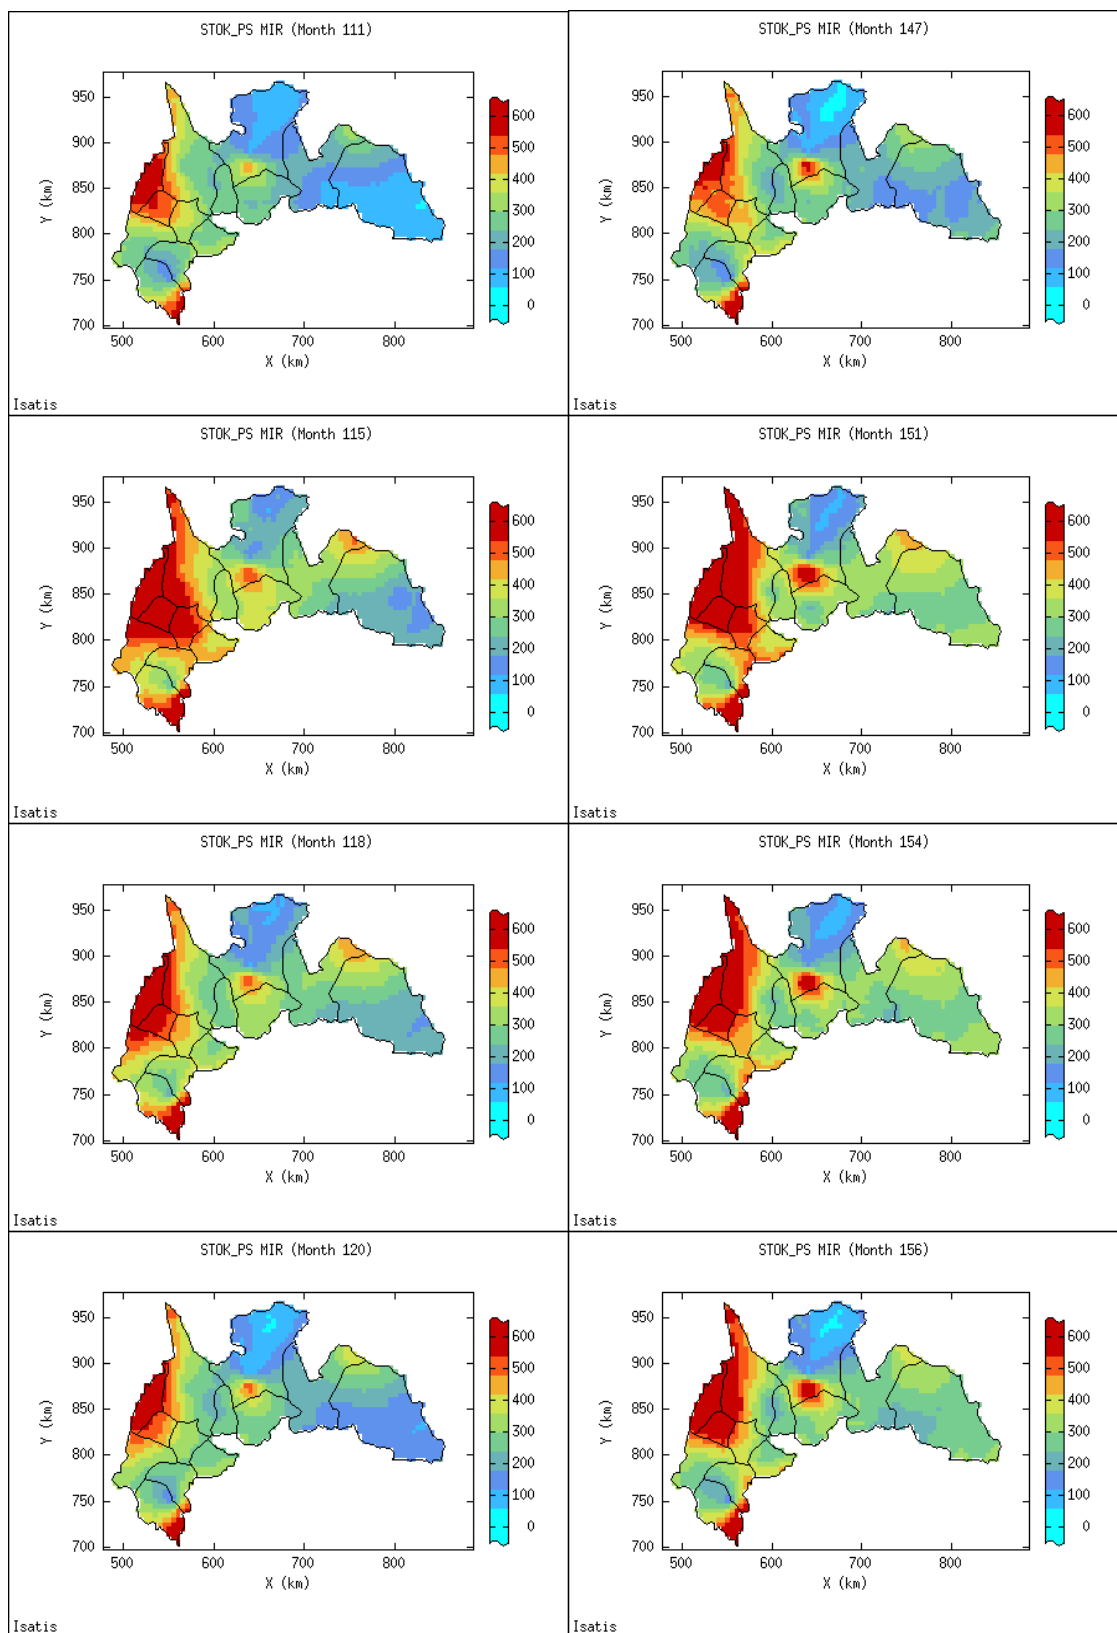 STOK_PS MIR (Month 111)
950
900
850
800
750
700
Y (km)
500 600 700 800
X (km)
600
500
400
300
200
100
0
Isatis
STOK_PS MIR (Month 147)
950
900
850
800
750
700
Y (km)
500 600 700 800
X (km)
600
500
400
300
200
100
0
Isatis
STOK_PS MIR (Month 115)
950
900
850
800
750
700
Y (km)
500 600 700 800
X (km)
600
500
400
300
200
100
0
Isatis
STOK_PS MIR (Month 151)
950
900
850
800
750
700
Y (km)
500 600 700 800
X (km)
600
500
400
300
200
100
0
Isatis
STOK_PS MIR (Month 118)
950
900
850
800
750
700
Y (km)
500 600 700 800
X (km)
600
500
400
300
200
100
0
Isatis
STOK_PS MIR (Month 154)
950
900
850
800
750
700
Y (km)
500 600 700 800
X (km)
600
500
400
300
200
100
0
Isatis
STOK_PS MIR (Month 120)
950
900
850
800
750
700
Y (km)
500 600 700 800
X (km)
600
500
400
300
200
100
0
Isatis
STOK_PS MIR (Month 156)
950
900
850
800
750
700
Y (km)
500 600 700 800
X (km)
600
500
400
300
200
100
0
Isatis